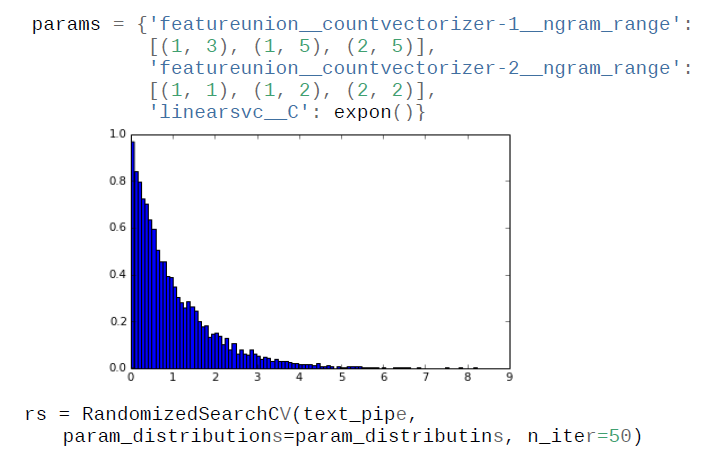 params = {'featureunion__countvectorizer-1__ngram_range':
[(1, 3), (1, 5), (2, 5)],
'featureunion__countvectorizer-2__ngram_range':
[(1, 1), (1, 2), (2, 2)],
'linearsvc__C': expon()}
1.0
0.8
0.6
0.4
0.2
0.0
0 1 2 3 4 5 6 7 8 9
rs = RandomizedSearchCV(text_pipe,
param_distributions=param_distributins, n_iter=50)